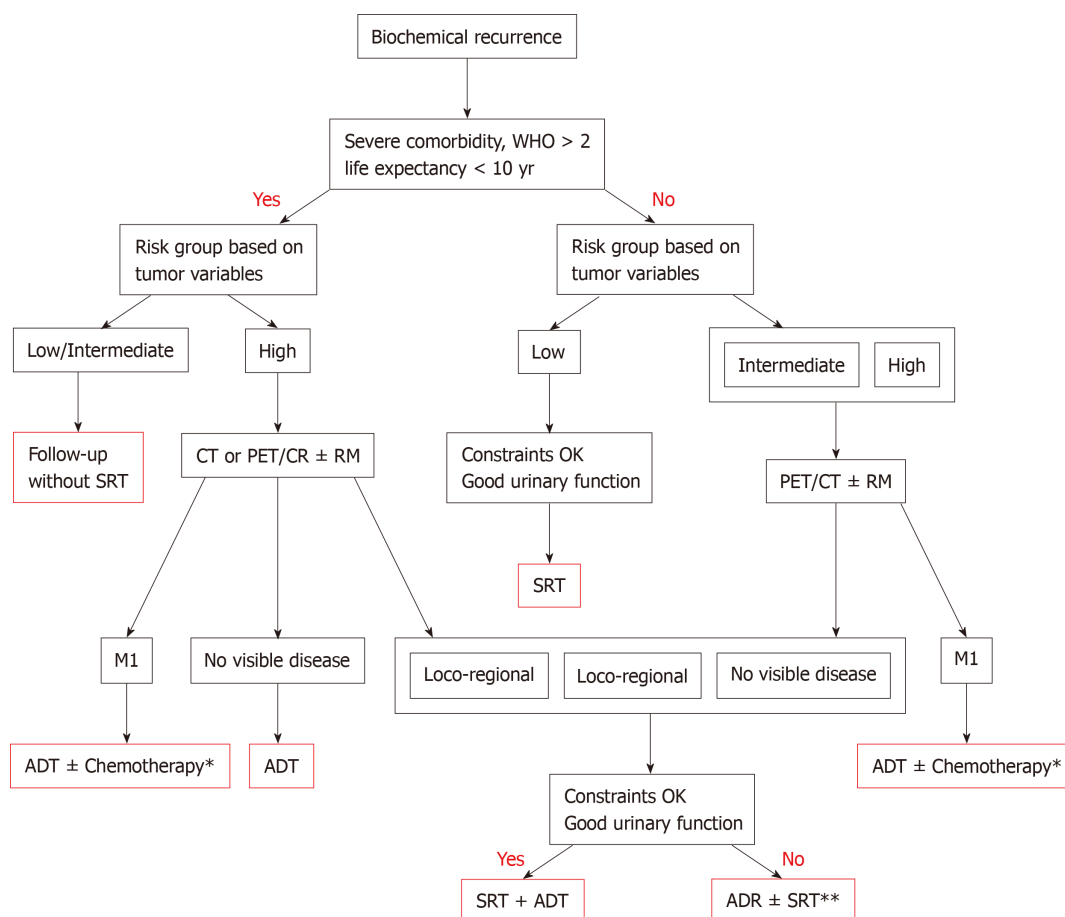 Biochemical recurrence
Severe comorbidity, WHO > 2
life expectancy < 10 yr
Yes
No
Risk group based on
tumor variables
Risk group based on
tumor variables
Low/Intermediate
High
Low
Intermediate
High
Follow-up
without SRT
CT or PET/CR ± RM
Constraints OK
Good urinary function
PET/CT ± RM
SRT
M1
No visible disease
Loco-regional
Loco-regional
No visible disease
M1
ADT ± Chemotherapy*
ADT
ADT ± Chemotherapy*
Constraints OK
Good urinary function
Yes
No
SRT + ADT
ADR ± SRT**